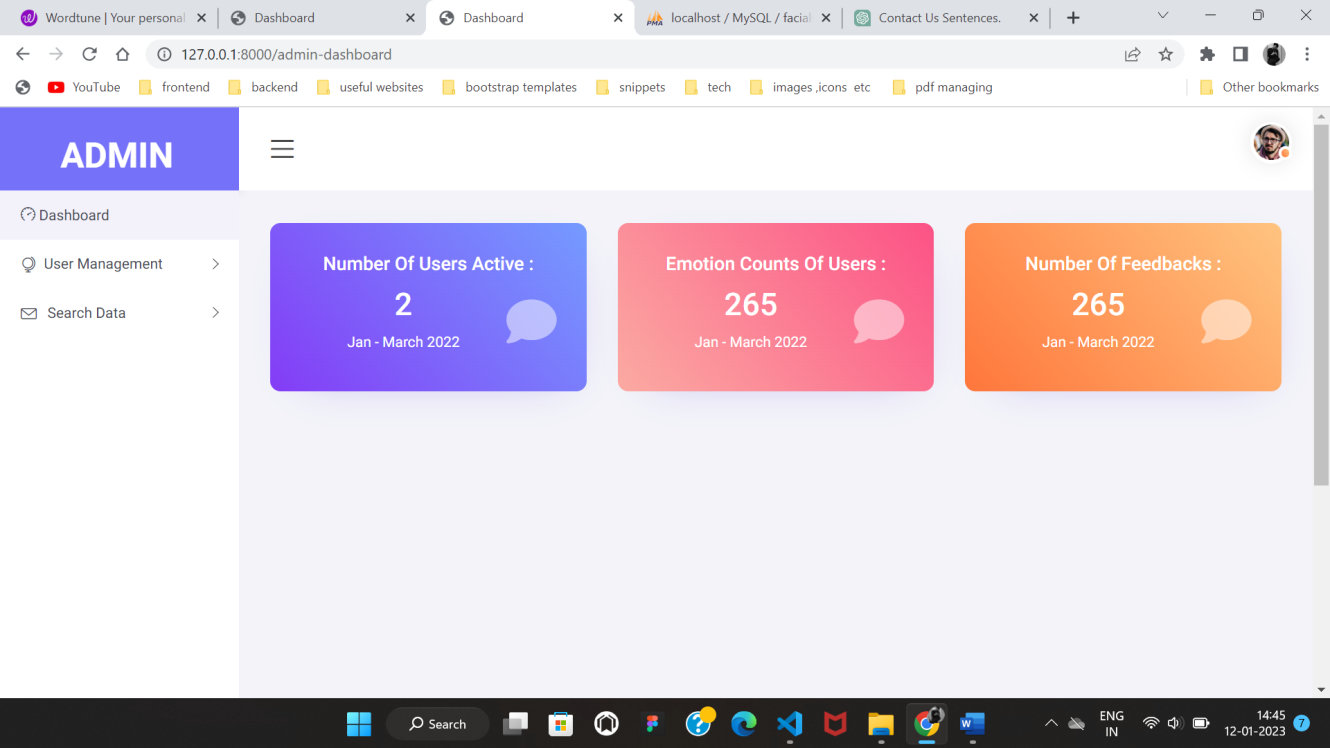 Wordtune | Your personal
Dashboard
Dashboard
PMA
localhost / MySQL / facial
Contact Us Sentences.
127.0.0.1:8000/admin-dashboard
YouTube
frontend
backend
useful websites
bootstrap templates
snippets
tech
images ,icons etc
pdf managing
Other bookmarks
ADMIN
Dashboard
User Management
Search Data
Number Of Users Active :
2
Jan - March 2022
Emotion Counts Of Users :
265
Jan - March 2022
Number Of Feedbacks :
265
Jan - March 2022
Search
ENG
IN
14:45
12-01-2023
7